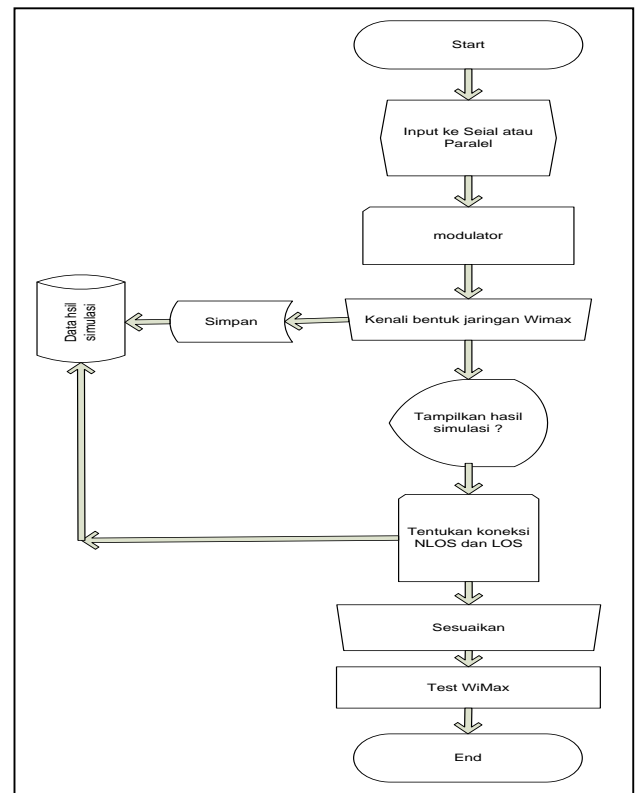 Start
Input ke Seial atau
Paralel
modulator
Kenali bentuk jaringan Wimax
Simpan
Data hsil
simulasi
Tampilkan hasil
simulasi ?
Tentukan koneksi
NLOS dan LOS
Sesuaikan
Test WiMax
End